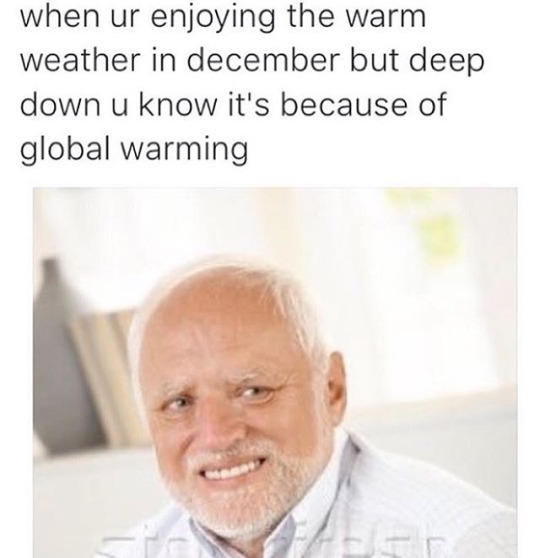 when ur enjoying the warm
weather in december but deep
down u know it's because of
global warming